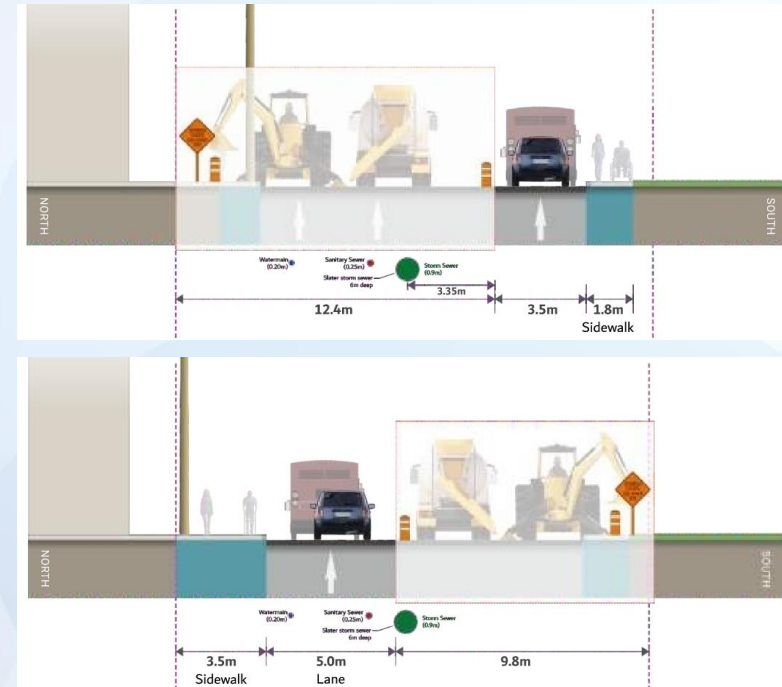 NORTH
SOUTH
Watermain
(0.20m)
Sanitary Sewer
(0.25m)
Slater storm sewer
6m deep
Storm Sewer
(0.9m)
3.35m
12.4m
3.5m
1.8m
Sidewalk
NORTH
SOUTH
Watermain
(0.20m)
Sanitary Sewer
(0.25m)
Slater storm sewer
6m deep
Storm Sewer
(0.9m)
3.5m
Sidewalk
5.0m
Lane
9.8m